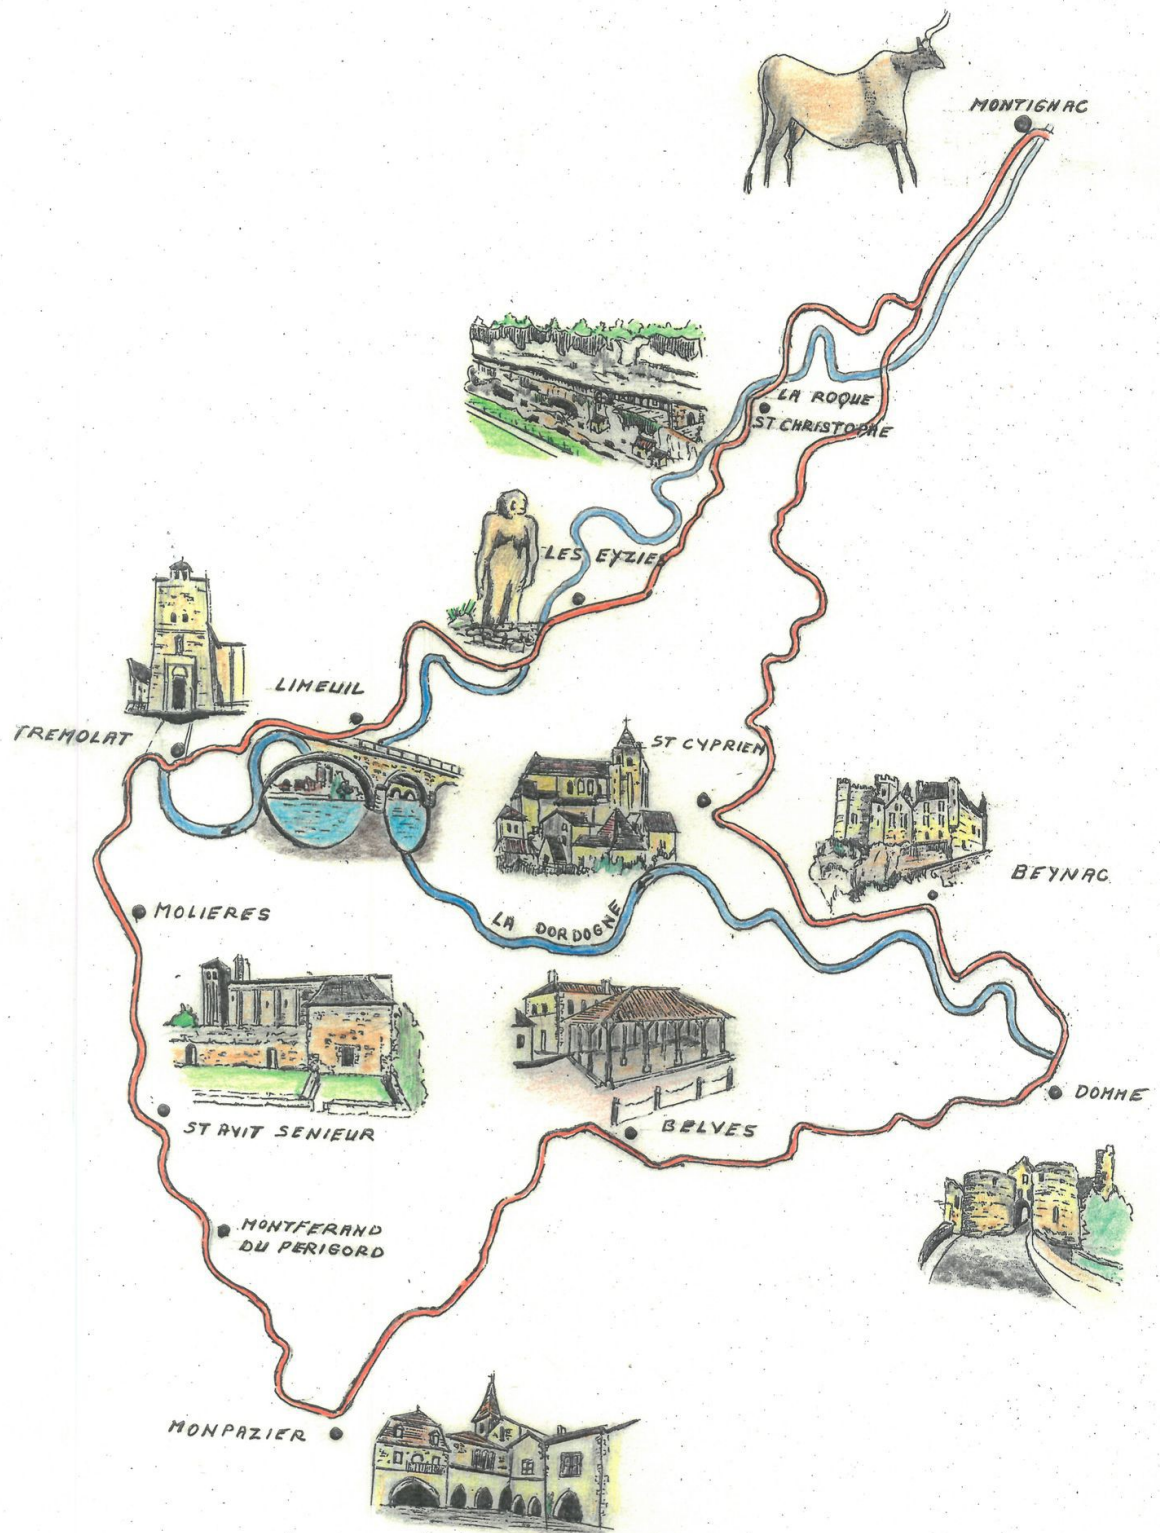 MONTIGNAC
LA ROQUE
ST CHRISTOPHE
LES EYZIES
LIMEUIL
TREMOLAT
ST CYPRIEN
BEYNAC
MOLIERES
LA DORDOGNE
DOMME
ST AVIT SENIEUR
BELVES
MONTFERAND
DU PERIGORD
MONPAZIER